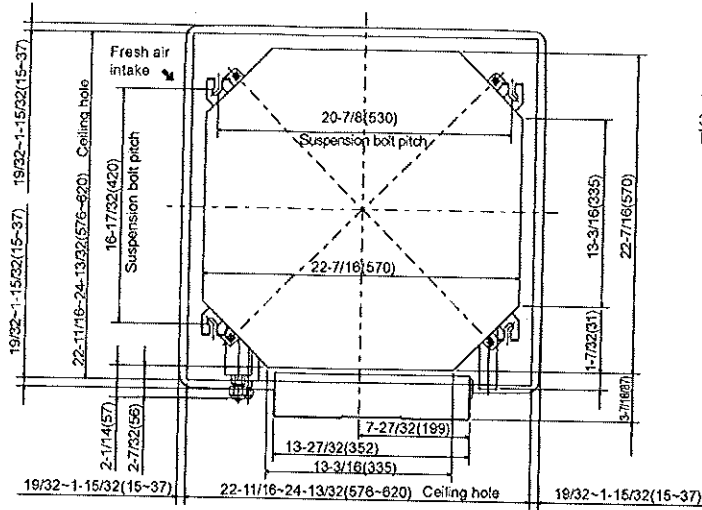 Fresh air
intake
20-7/8(530)
Suspension bolt pitch
19/32~1-15/32(15~37)
22-11/16~24-13/32(576~620) Ceiling hole
16-17/32(420)
Suspension bolt pitch
19/32~1-15/32(15~37)
22-7/16(570)
13-3/16(335)
22-7/16(570)
1-7/32(31)
3-7/16(87)
2-1/14(57)
2-7/32(56)
7-27/32(199)
13-27/32(352)
13-3/16(335)
19/32~1-15/32(15~37)
22-11/16~24-13/32(576~620) Ceiling hole
19/32~1-15/32(15~37)